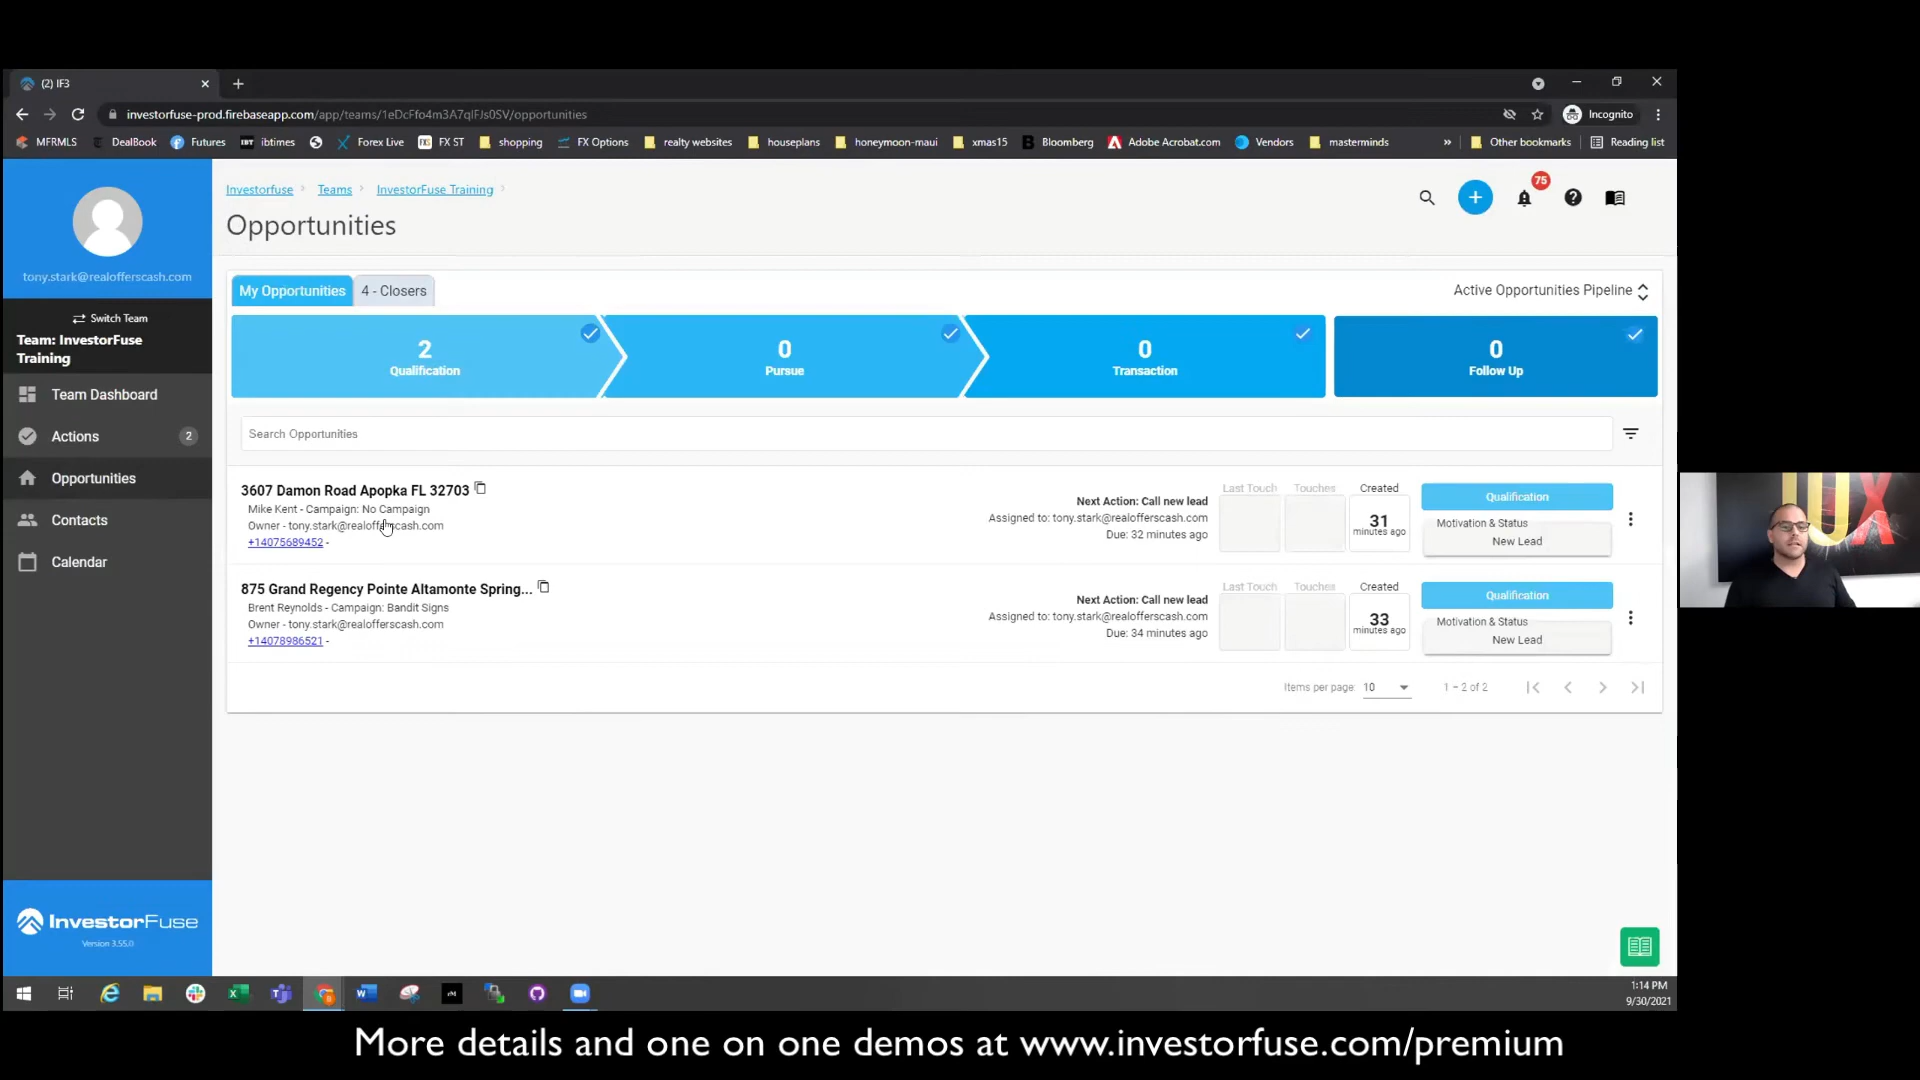 (2) IF3
investorfuse-prod.firebaseapp.com/app/teams/1eDcFfo4m3A7qIFJs0SV/opportunities
Incognito
MFRMLS
DealBook
Futures
ibtimes
Forex Live
FX ST
shopping
FX Options
realty websites
houseplans
honeymoon-maui
xmas15
Bloomberg
Adobe Acrobat.com
Vendors
masterminds
»
Other bookmarks
Reading list
tony.stark@realofferscash.com
Switch Team
Team: InvestorFuse
Training
Team Dashboard
Actions 2
Opportunities
Contacts
Calendar
InvestorFuse
Version 3.55.0
Investorfuse > Teams > InvestorFuse Training >
75
Opportunities
My Opportunities
4 - Closers
Active Opportunities Pipeline
2
Qualification
0
Pursue
0
Transaction
0
Follow Up
Search Opportunities
3607 Damon Road Apopka FL 32703
Mike Kent - Campaign: No Campaign
Owner - tony.stark@realofferscash.com
+14075689452 -
Next Action: Call new lead
Assigned to: tony.stark@realofferscash.com
Due: 32 minutes ago
Last Touch
Touches
Created
31
minutes ago
Qualification
Motivation & Status
New Lead
875 Grand Regency Pointe Altamonte Spring...
Brent Reynolds - Campaign: Bandit Signs
Owner - tony.stark@realofferscash.com
+14078986521 -
Next Action: Call new lead
Assigned to: tony.stark@realofferscash.com
Due: 34 minutes ago
Last Touch
Touches
Created
33
minutes ago
Qualification
Motivation & Status
New Lead
Items per page: 10
1 – 2 of 2
1:14 PM
9/30/2021
More details and one on one demos at www.investorfuse.com/premium